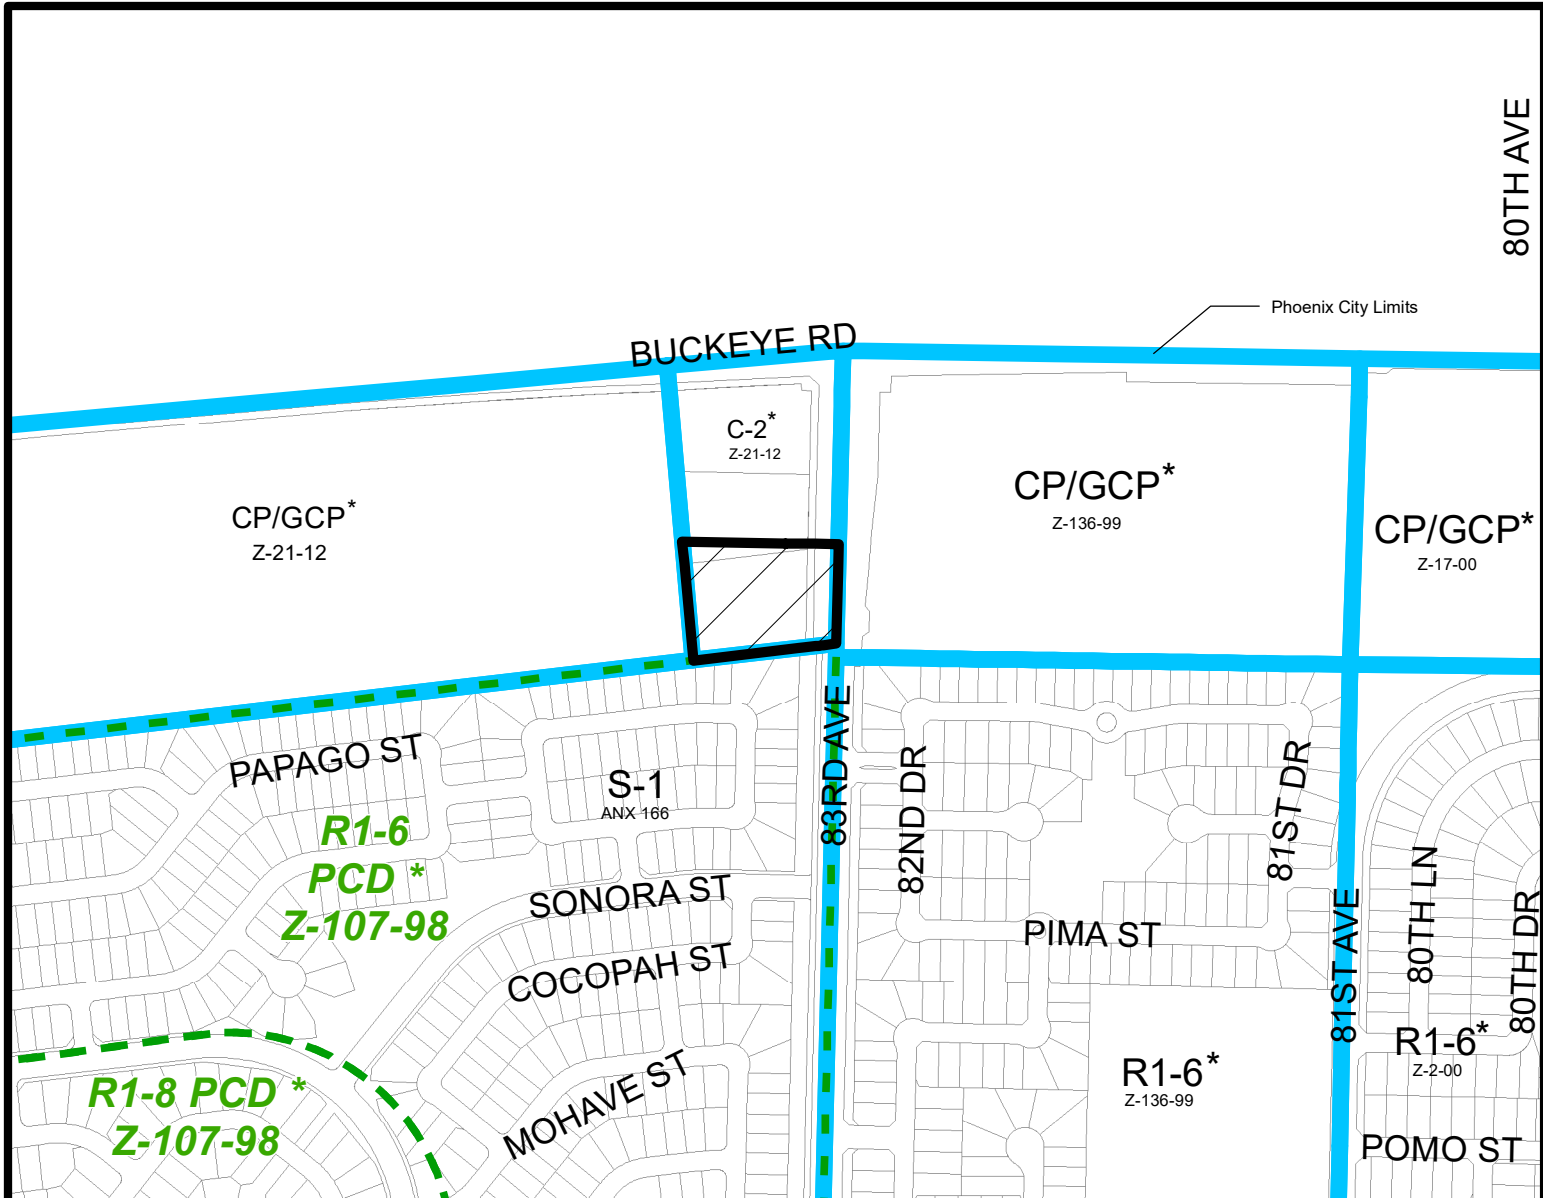 80TH AVE
Phoenix City Limits
BUCKEYE RD
C-2*
Z-21-12
CP/GCP*
Z-136-99
CP/GCP*
Z-21-12
CP/GCP*
Z-17-00
PAPAGO ST
S-1
ANX 166
83RD AVE
82ND DR
81ST DR
R1-6
PCD *
Z-107-98
SONORA ST
PIMA ST
COCOPAH ST
81ST AVE
80TH LN
80TH DR
R1-6*
Z-2-00
R1-6*
Z-136-99
R1-8 PCD *
Z-107-98
MOHAVE ST
POMO ST